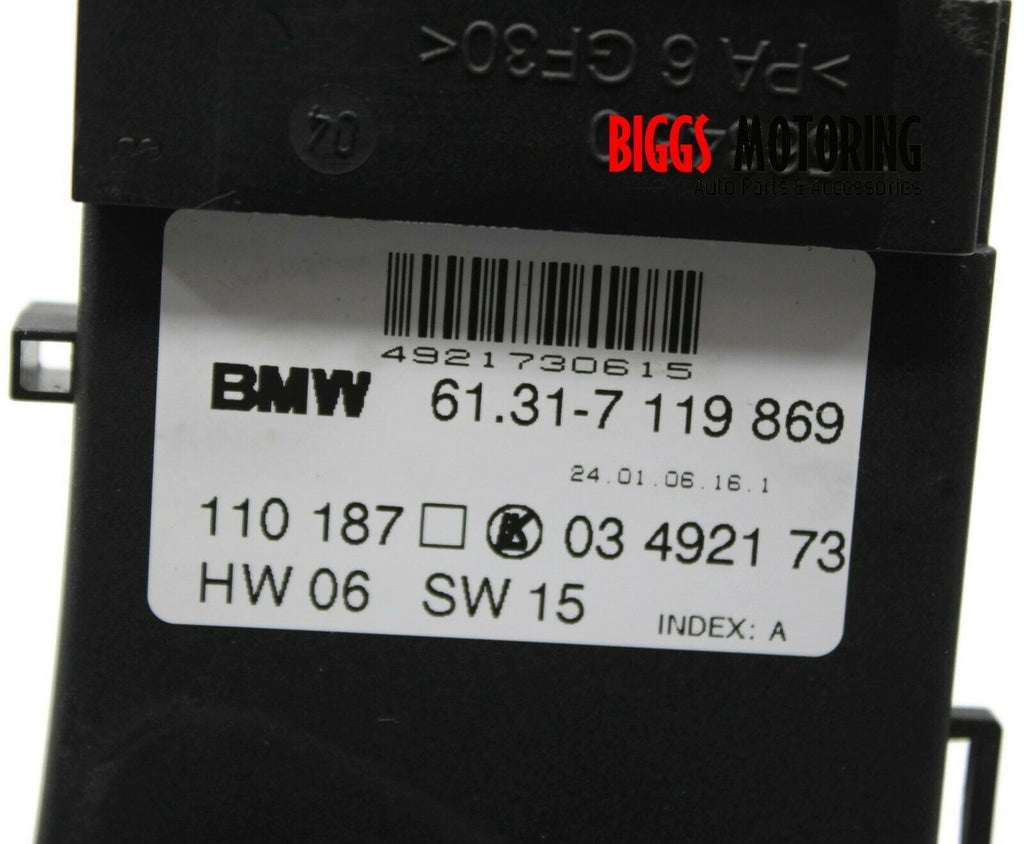 >PA 6 GF30<
04
BIGGS MOTORING
Auto Parts & Accessories
4921730615
BMW 61.31-7 119 869
24.01.06.16.1
110 187 03 4921 73
HW 06 SW 15
INDEX: A